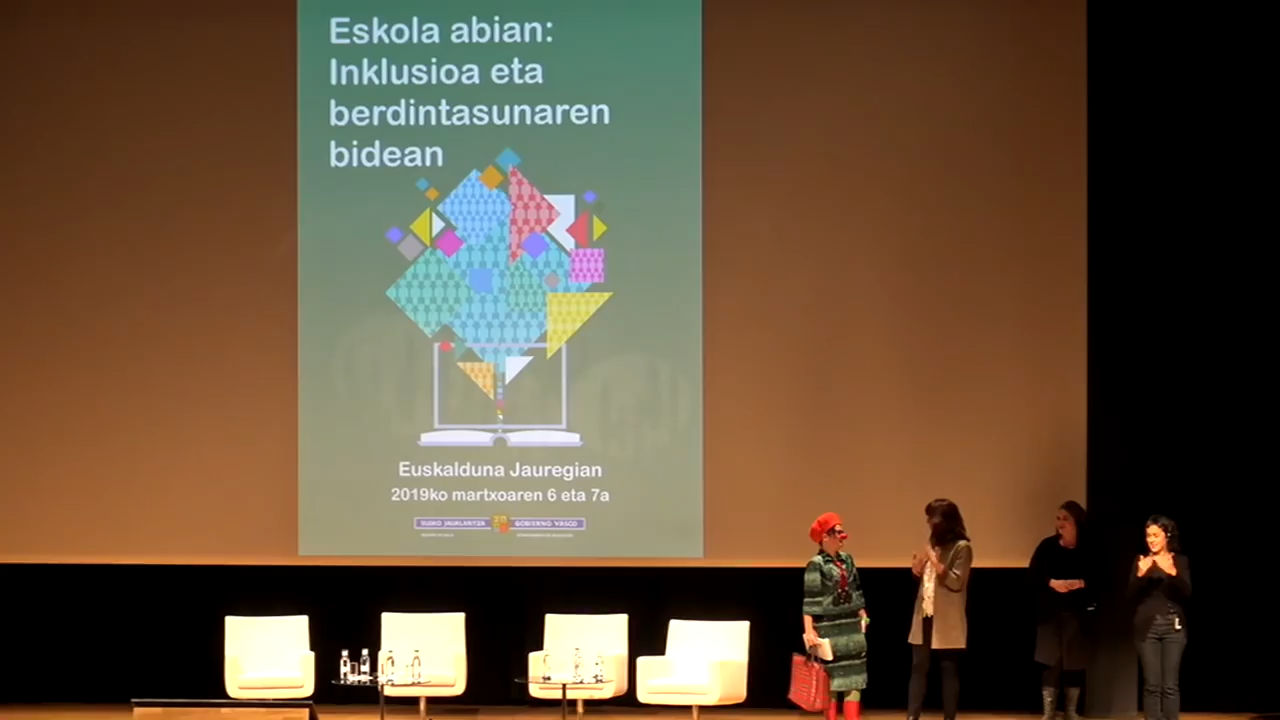 Eskola abian:
Inklusioa eta
berdintasunaren
bidean
Euskalduna Jauregian
2019ko martxoaren 6 eta 7a
EUSKO JAURLARITZA GOBIERNO VASCO